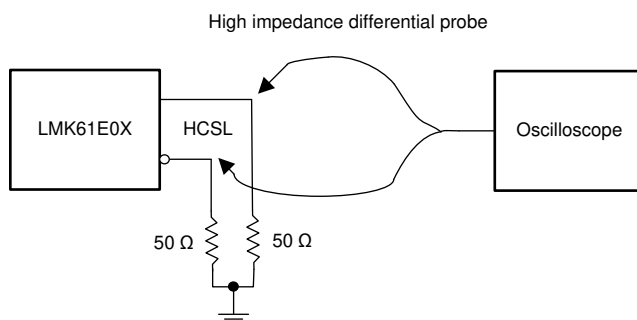 High impedance differential probe
LMK61E0X
HCSL
Oscilloscope
50 Ω
50 Ω